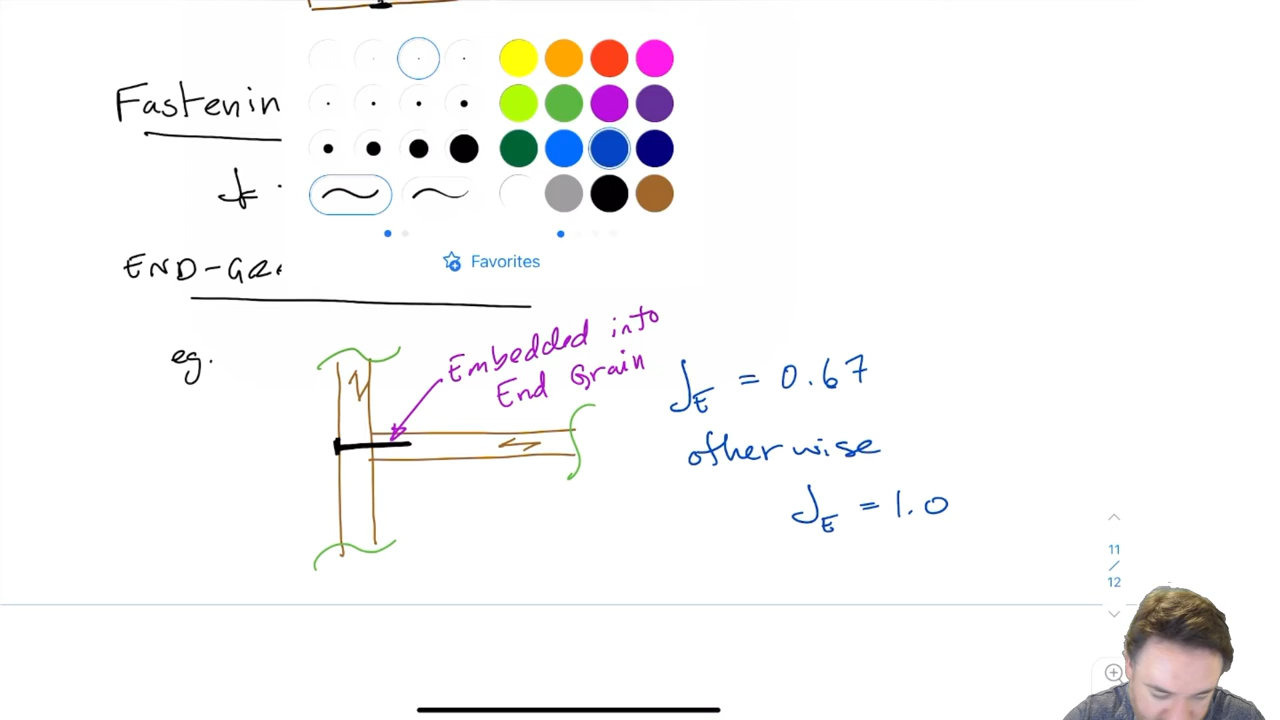 Fastenin
END-GR
Favorites
eg.
Embedded into
End Grain
J_E = 0.67
otherwise
J_E = 1.0
11
/
12